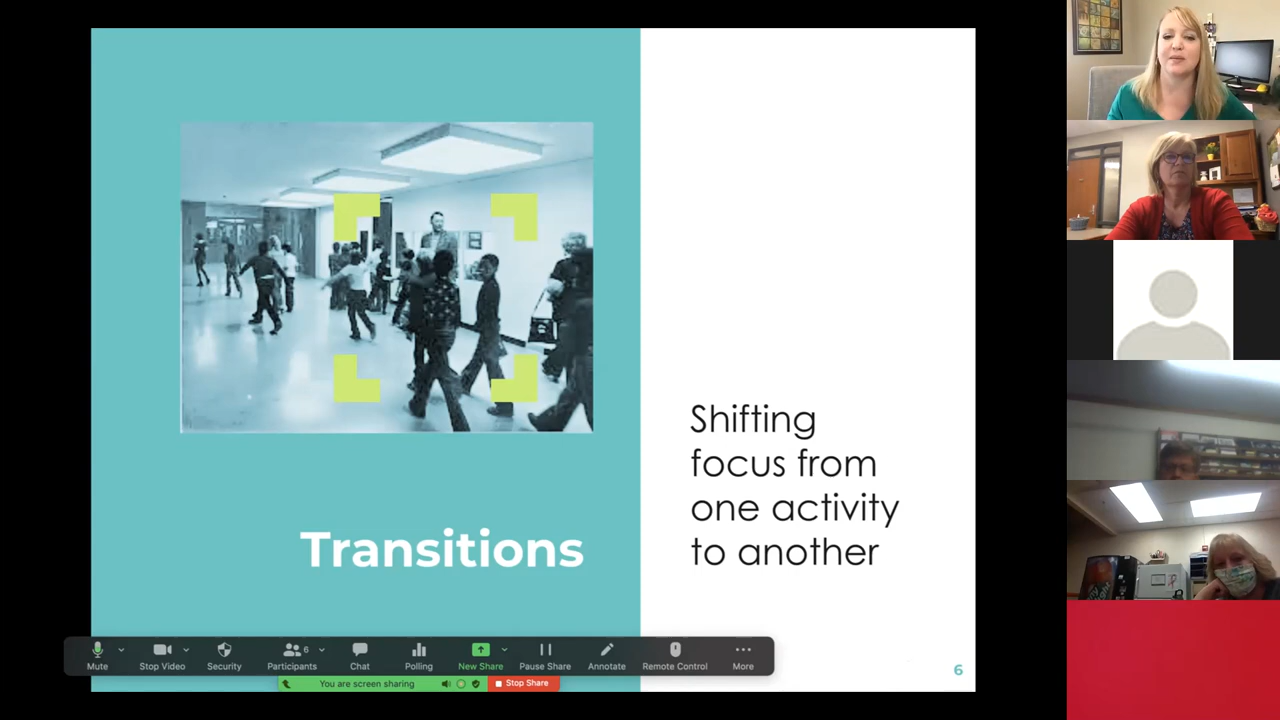 Transitions
Shifting
focus from
one activity
to another
6
Mute
Stop Video
Security
6
Participants
Chat
Polling
New Share
Pause Share
Annotate
Remote Control
More
You are screen sharing
Stop Share